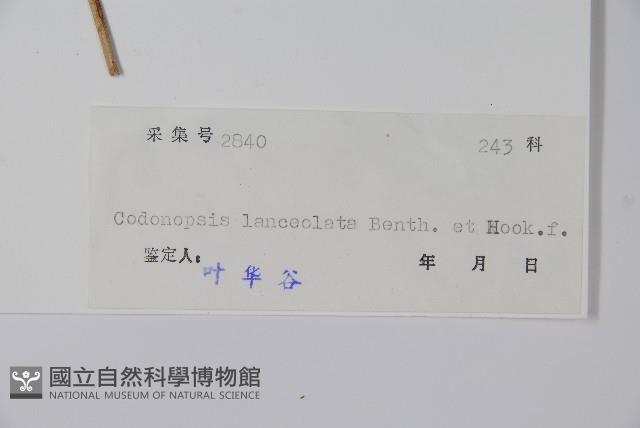 采集号 2840 243 科
Codonopsis lanceolata Benth. et Hook.f.
鉴定人: 叶华谷 年 月 日
國立自然科學博物館
NATIONAL MUSEUM OF NATURAL SCIENCE